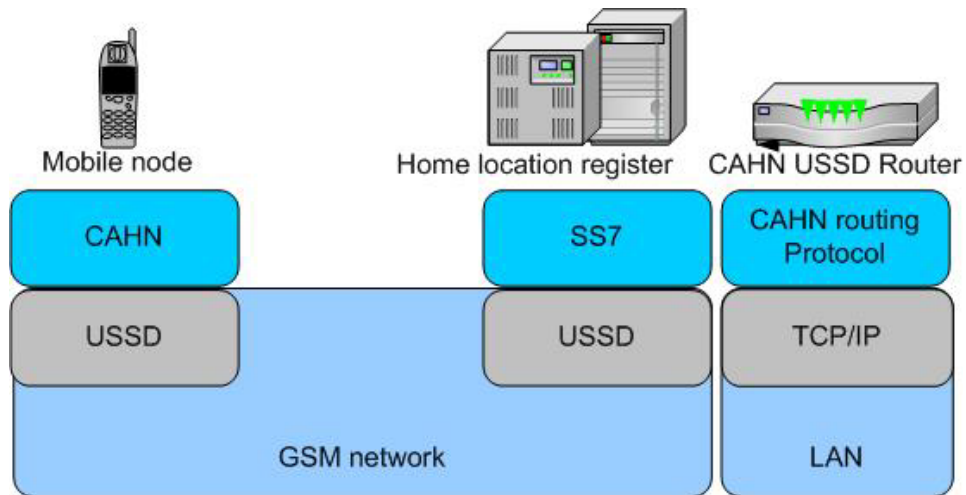 Mobile node
Home location register
CAHN USSD Router
CAHN
SS7
CAHN routing
Protocol
USSD
USSD
TCP/IP
GSM network
LAN